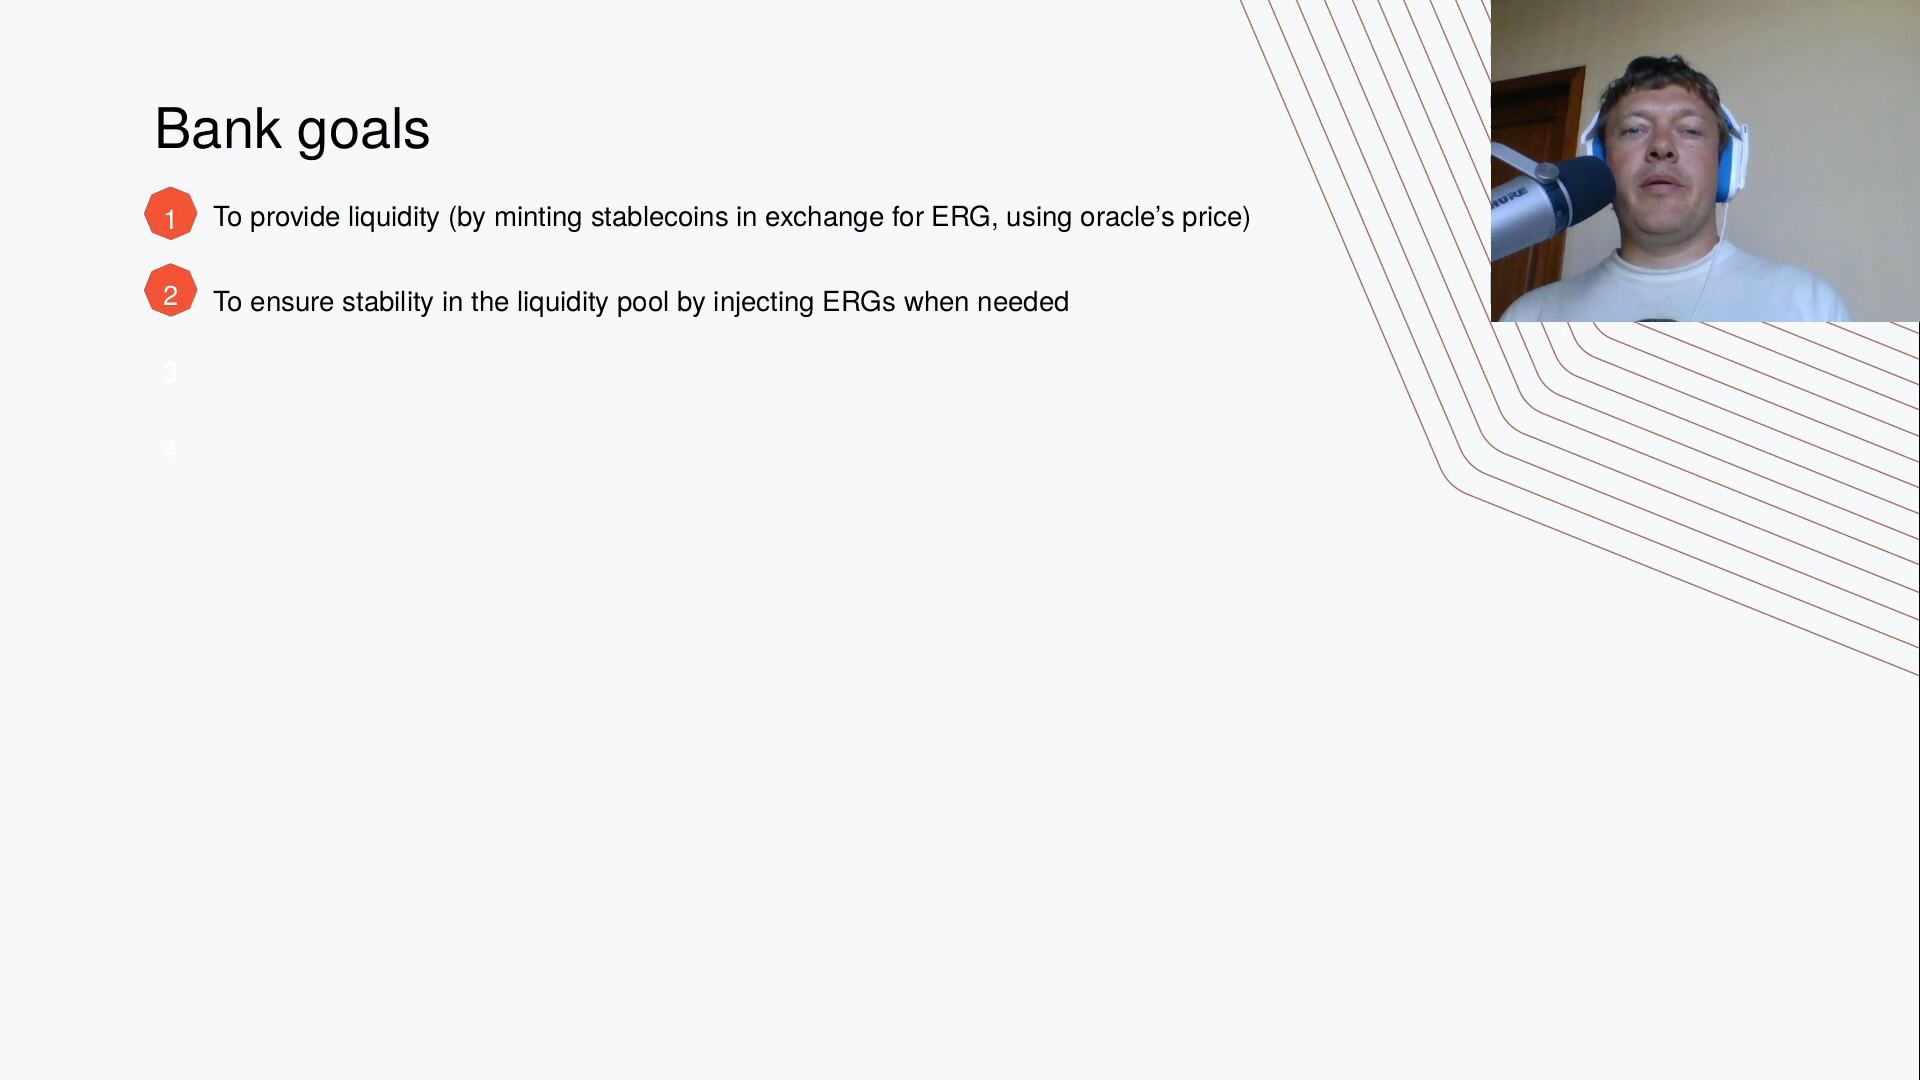 Bank goals
1 To provide liquidity (by minting stablecoins in exchange for ERG, using oracle’s price)
2 To ensure stability in the liquidity pool by injecting ERGs when needed
3
4